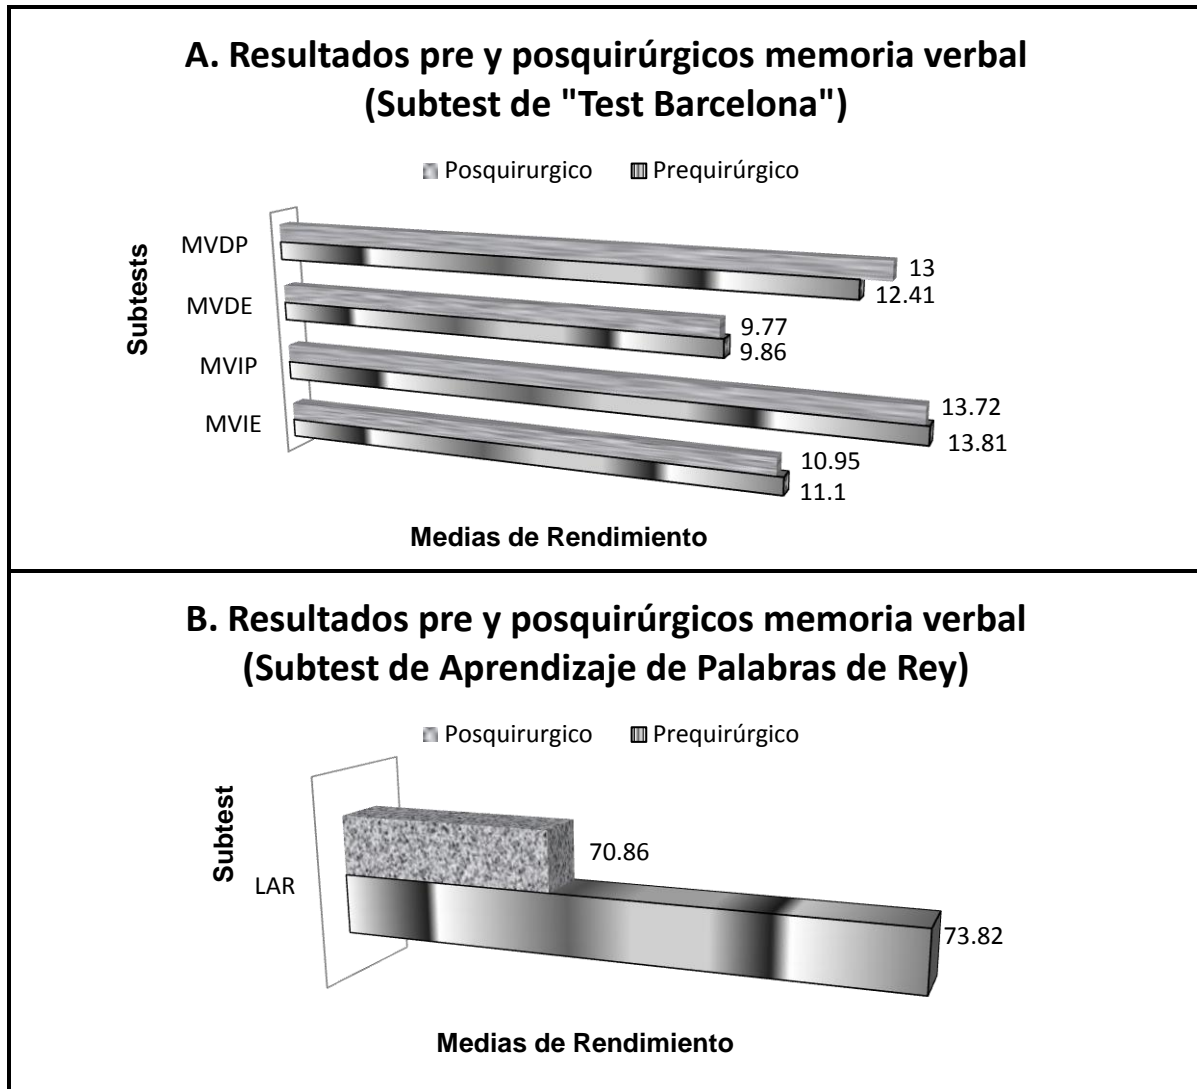 A. Resultados pre y posquirúrgicos memoria verbal
(Subtest de "Test Barcelona")
Posquirurgico Prequirúrgico
Subtests
MVDP
13
12.41
MVDE
9.77
9.86
MVIP
13.72
13.81
MVIE
10.95
11.1
Medias de Rendimiento
B. Resultados pre y posquirúrgicos memoria verbal
(Subtest de Aprendizaje de Palabras de Rey)
Posquirurgico Prequirúrgico
Subtest
LAR
70.86
73.82
Medias de Rendimiento